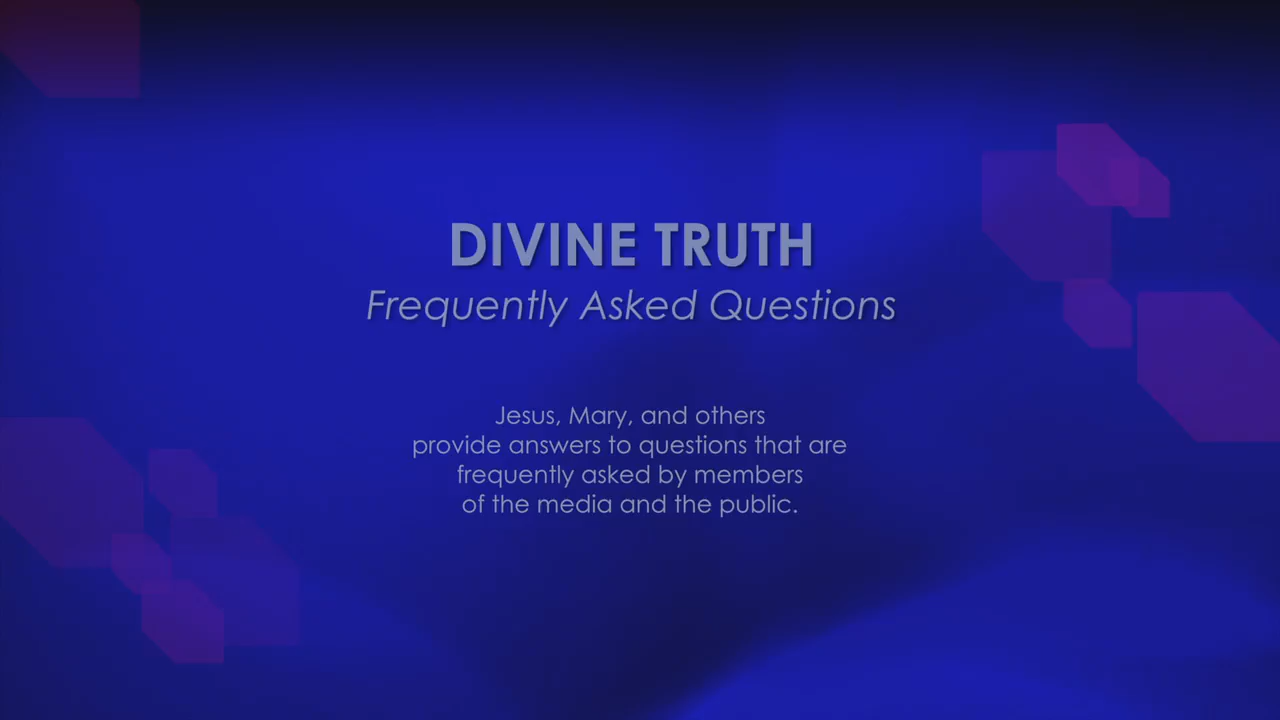 DIVINE TRUTH
Frequently Asked Questions
Jesus, Mary, and others
provide answers to questions that are
frequently asked by members
of the media and the public.